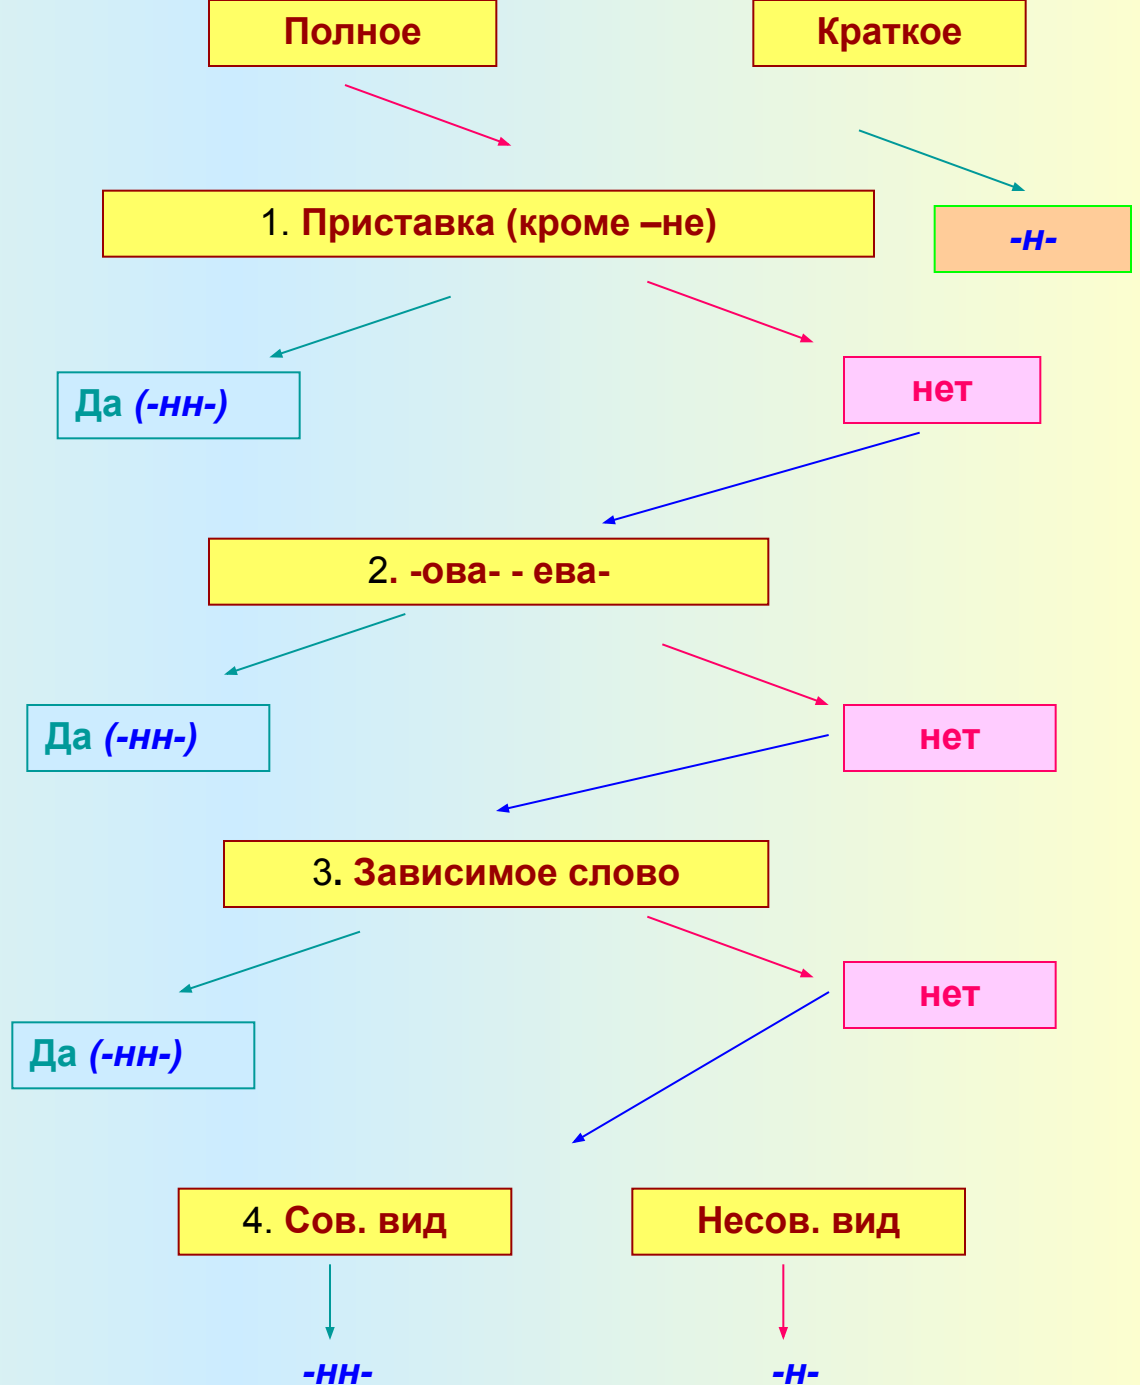 Полное
Краткое
1. Приставка (кроме –не)
-н-
Да (-нн-)
нет
2. -ова- - ева-
Да (-нн-)
нет
3. Зависимое слово
Да (-нн-)
нет
4. Сов. вид
Несов. вид
-нн-
-н-